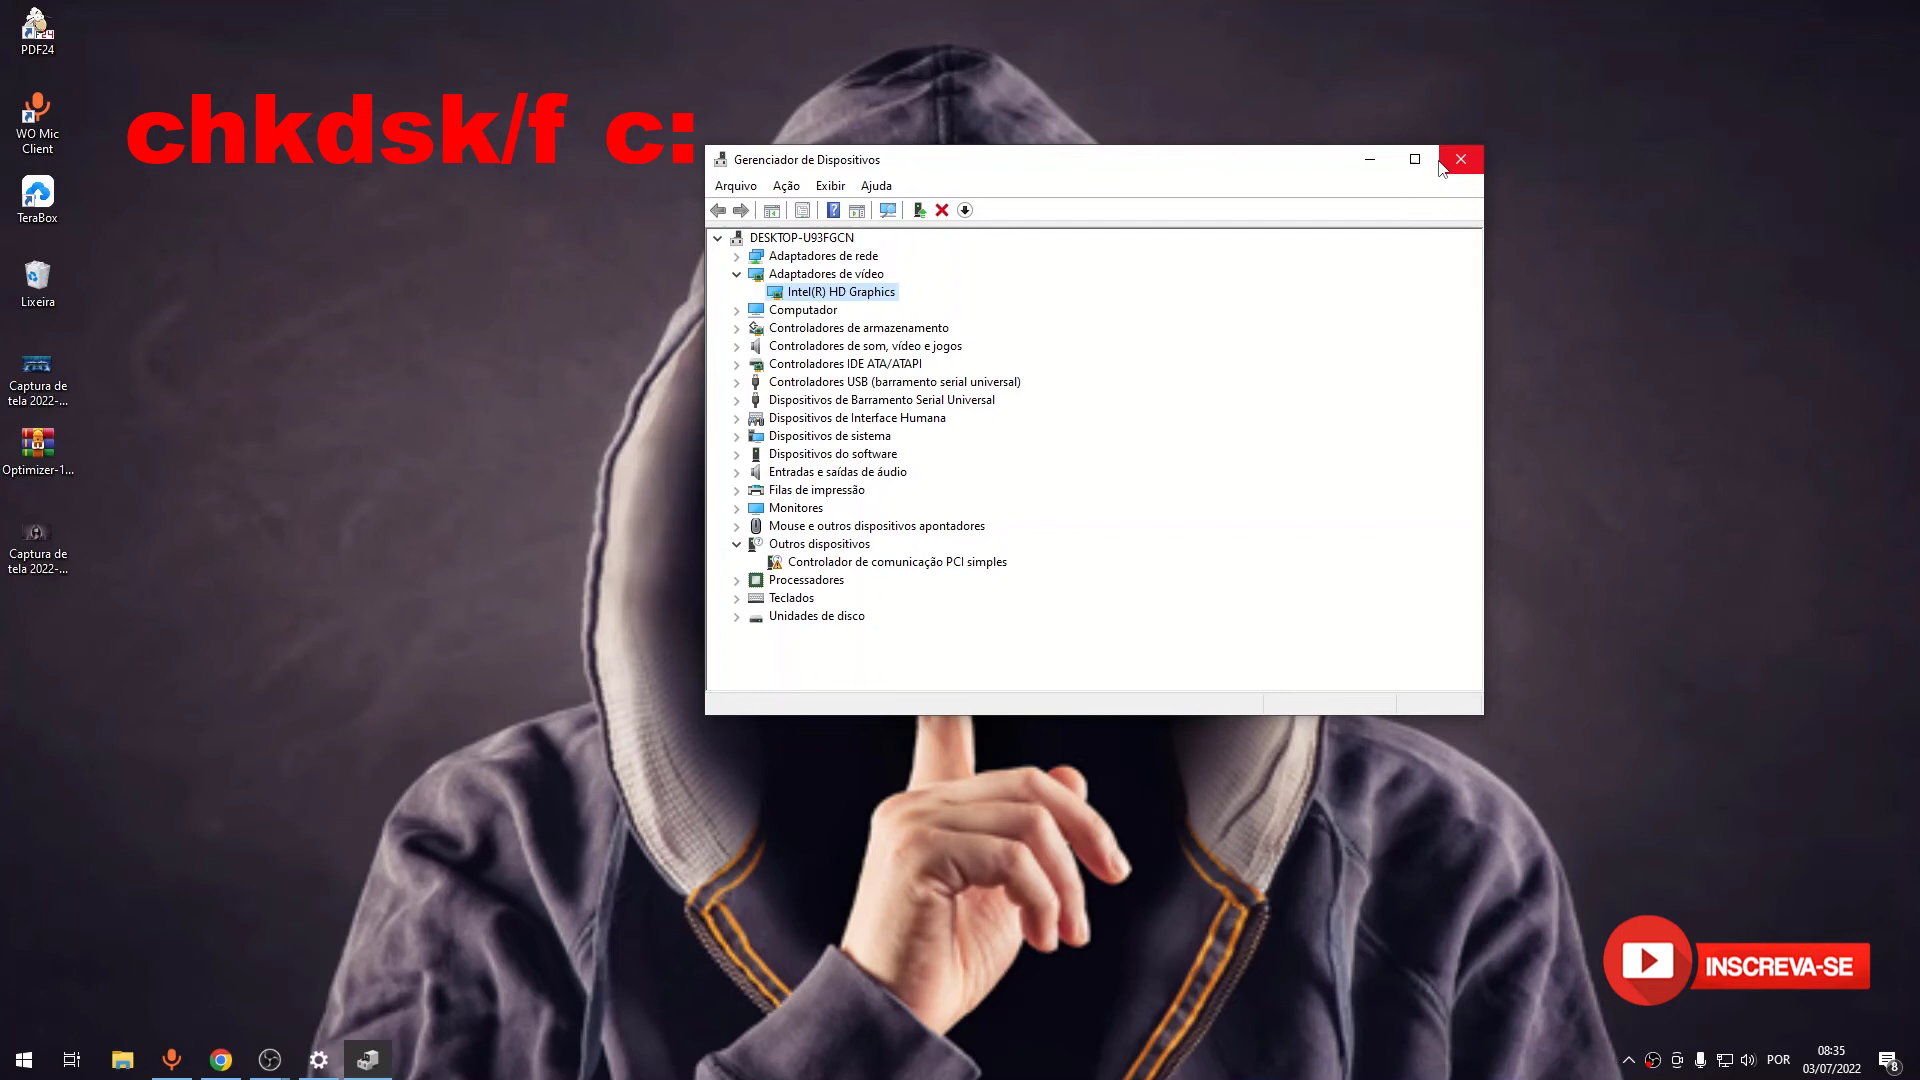 PDF24
WO Mic
Client
TeraBox
Lixeira
Captura de
tela 2022-...
Optimizer-1...
Captura de
tela 2022-...
chkdsk/f c:
Gerenciador de Dispositivos
Arquivo Ação Exibir Ajuda
DESKTOP-U93FGCN
Adaptadores de rede
Adaptadores de vídeo
Intel(R) HD Graphics
Computador
Controladores de armazenamento
Controladores de som, vídeo e jogos
Controladores IDE ATA/ATAPI
Controladores USB (barramento serial universal)
Dispositivos de Barramento Serial Universal
Dispositivos de Interface Humana
Dispositivos de sistema
Dispositivos do software
Entradas e saídas de áudio
Filas de impressão
Monitores
Mouse e outros dispositivos apontadores
Outros dispositivos
Controlador de comunicação PCI simples
Processadores
Teclados
Unidades de disco
INSCREVA-SE
POR
08:35
03/07/2022
8